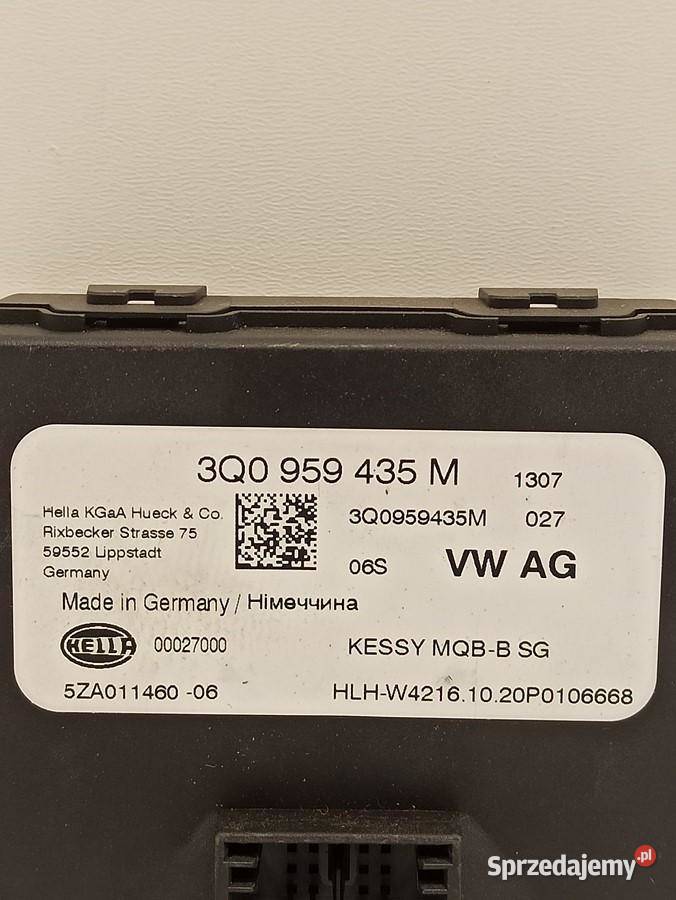 3Q0 959 435 M 1307
Hella KGaA Hueck & Co.
Rixbecker Strasse 75
59552 Lippstadt
Germany
3Q0959435M 027
06S VW AG
Made in Germany / Німеччина
HELLA 00027000 KESSY MQB-B SG
5ZA011460 -06 HLH-W4216.10.20P0106668
Sprzedajemy.pl